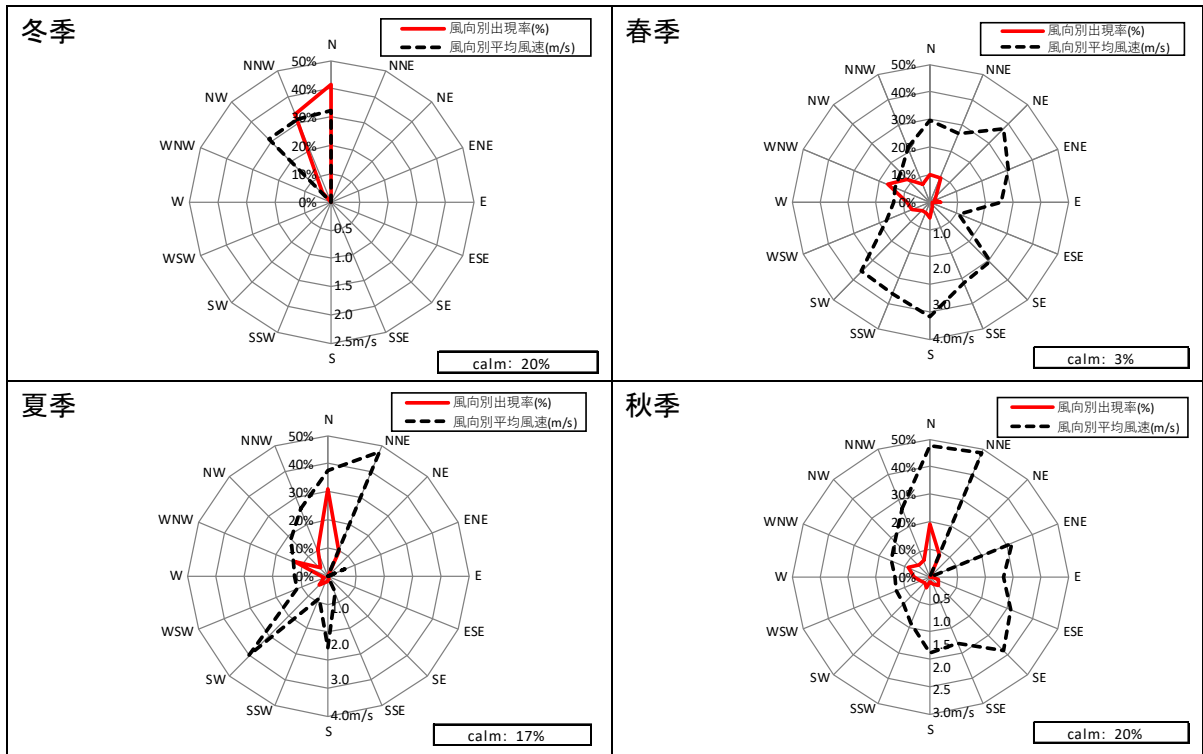 冬季
風向別出現率(%)
風向別平均風速(m/s)
N
NNW
NNE
50%
NW
NE
40%
30%
WNW
ENE
20%
10%
W
0%
E
0.5
WSW
ESE
1.0
1.5
SW
SE
2.0
SSW
SSE
2.5m/s
S
calm: 20%
春季
風向別出現率(%)
風向別平均風速(m/s)
N
NNW
NNE
50%
NW
NE
40%
30%
WNW
ENE
20%
10%
W
0%
E
1.0
WSW
ESE
2.0
SW
SE
3.0
SSW
SSE
4.0m/s
S
calm: 3%
夏季
風向別出現率(%)
風向別平均風速(m/s)
N
NNW
NNE
50%
NW
NE
40%
30%
WNW
ENE
20%
10%
W
0%
E
1.0
WSW
ESE
2.0
SW
SE
3.0
SSW
SSE
4.0m/s
S
calm: 17%
秋季
風向別出現率(%)
風向別平均風速(m/s)
N
NNW
NNE
50%
NW
NE
40%
30%
WNW
ENE
20%
10%
W
0%
E
0.5
WSW
ESE
1.0
1.5
SW
SE
2.0
2.5
SSW
SSE
3.0m/s
S
calm: 20%